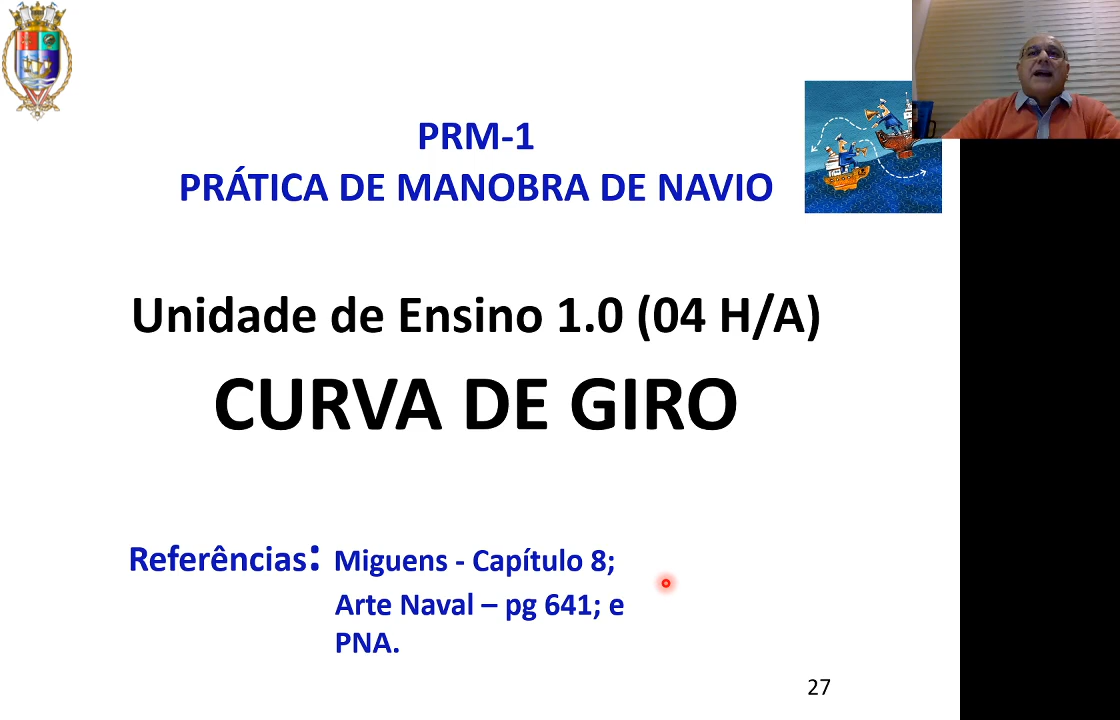 PRM-1
PRÁTICA DE MANOBRA DE NAVIO
Unidade de Ensino 1.0 (04 H/A)
CURVA DE GIRO
Referências: Miguens - Capítulo 8;
Arte Naval – pg 641; e
PNA.
27